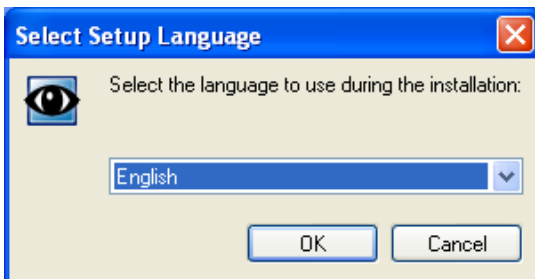 Select Setup Language
Select the language to use during the installation:
English
OK
Cancel